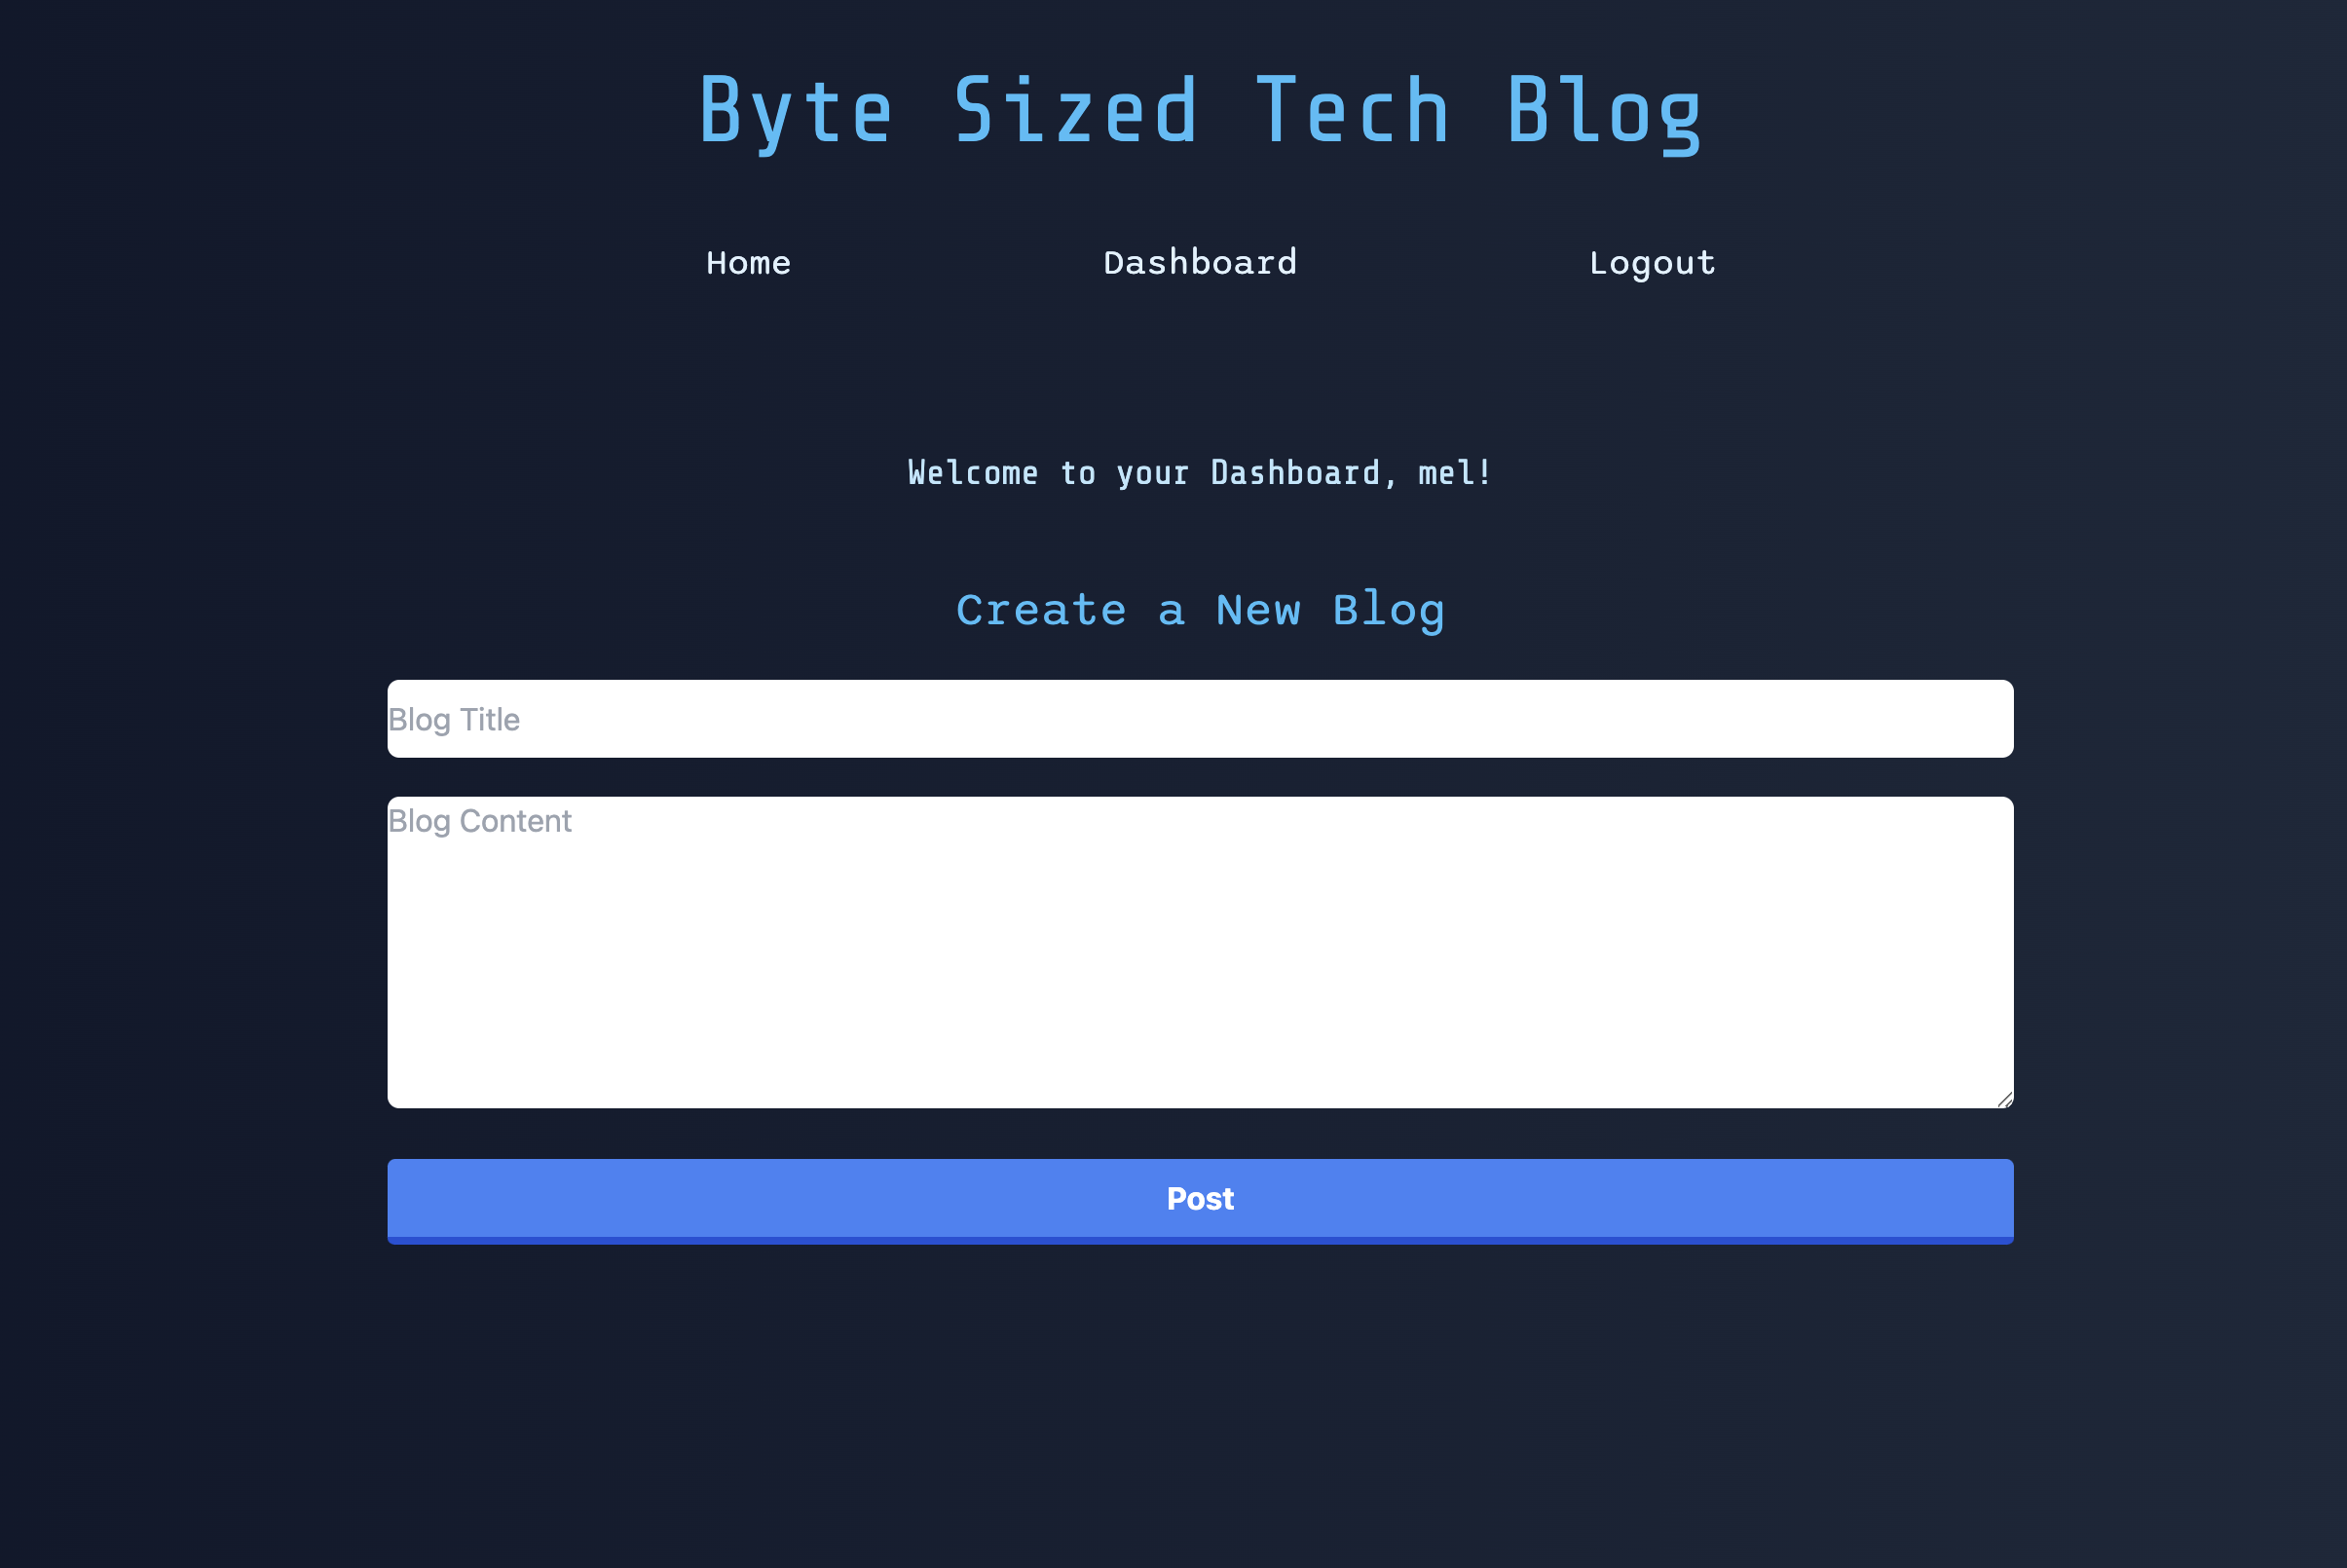 Byte Sized Tech Blog
Home Dashboard Logout
Welcome to your Dashboard, mel!
Create a New Blog
Blog Title
Blog Content
Post